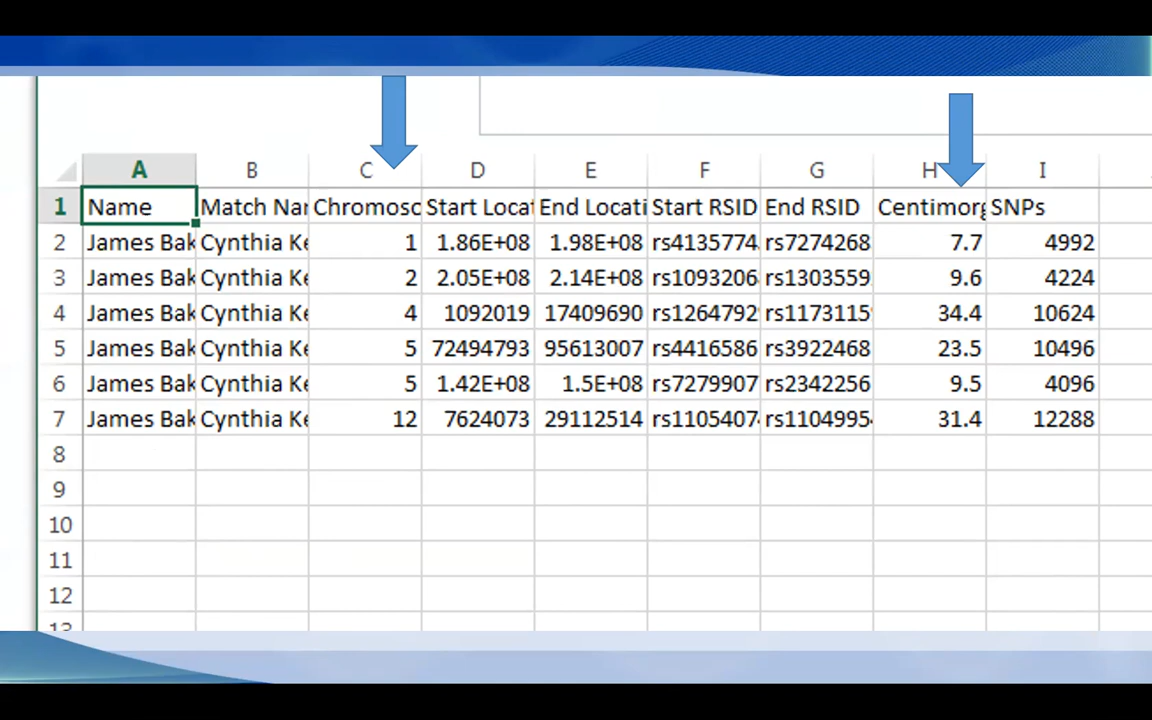 A B C D E F G H I
1 Name Match Nar Chromosc Start Locat End Locati Start RSID End RSID Centimorg SNPs
2 James Bak Cynthia Ke 1 1.86E+08 1.98E+08 rs4135774 rs7274268 7.7 4992
3 James Bak Cynthia Ke 2 2.05E+08 2.14E+08 rs1093206 rs1303559 9.6 4224
4 James Bak Cynthia Ke 4 1092019 17409690 rs1264792 rs1173115 34.4 10624
5 James Bak Cynthia Ke 5 72494793 95613007 rs4416586 rs3922468 23.5 10496
6 James Bak Cynthia Ke 5 1.42E+08 1.5E+08 rs7279907 rs2342256 9.5 4096
7 James Bak Cynthia Ke 12 7624073 29112514 rs1105407 rs1104995 31.4 12288
8
9
10
11
12
13